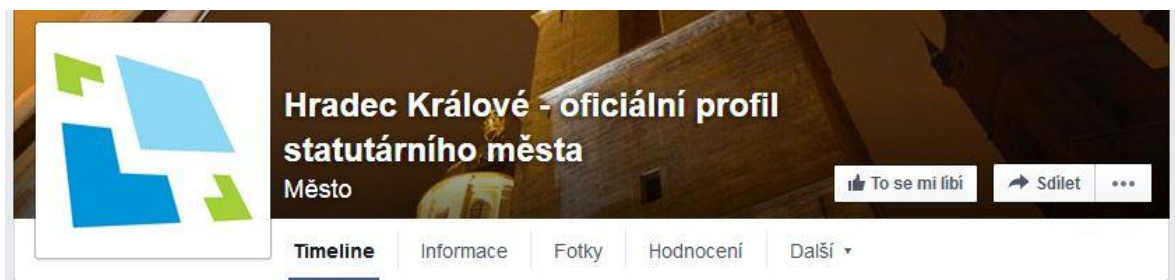 Hradec Králové - oficiální profil
statutárního města
Město
To se mi líbí
Sdílet
Timeline Informace Fotky Hodnocení Další